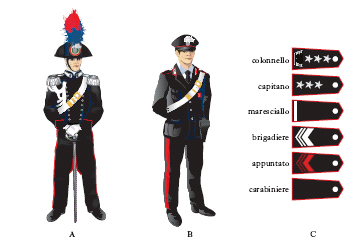 colonnello
capitano
maresciallo
brigadiere
appuntato
carabiniere
A
B
C